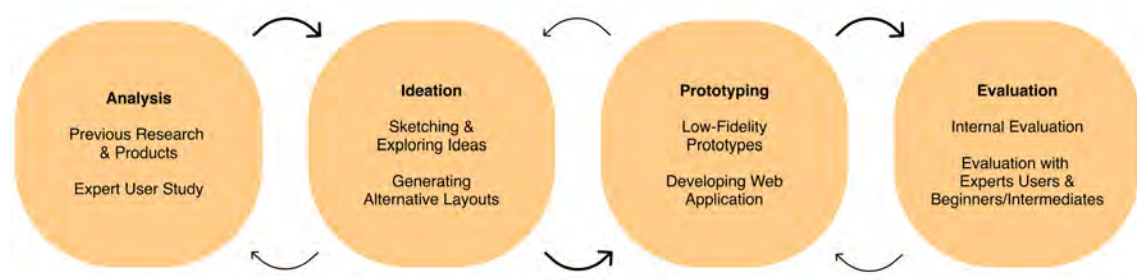 Analysis
Previous Research
& Products
Expert User Study
Ideation
Sketching &
Exploring Ideas
Generating
Alternative Layouts
Prototyping
Low-Fidelity
Prototypes
Developing Web
Application
Evaluation
Internal Evaluation
Evaluation with
Experts Users &
Beginners/Intermediates